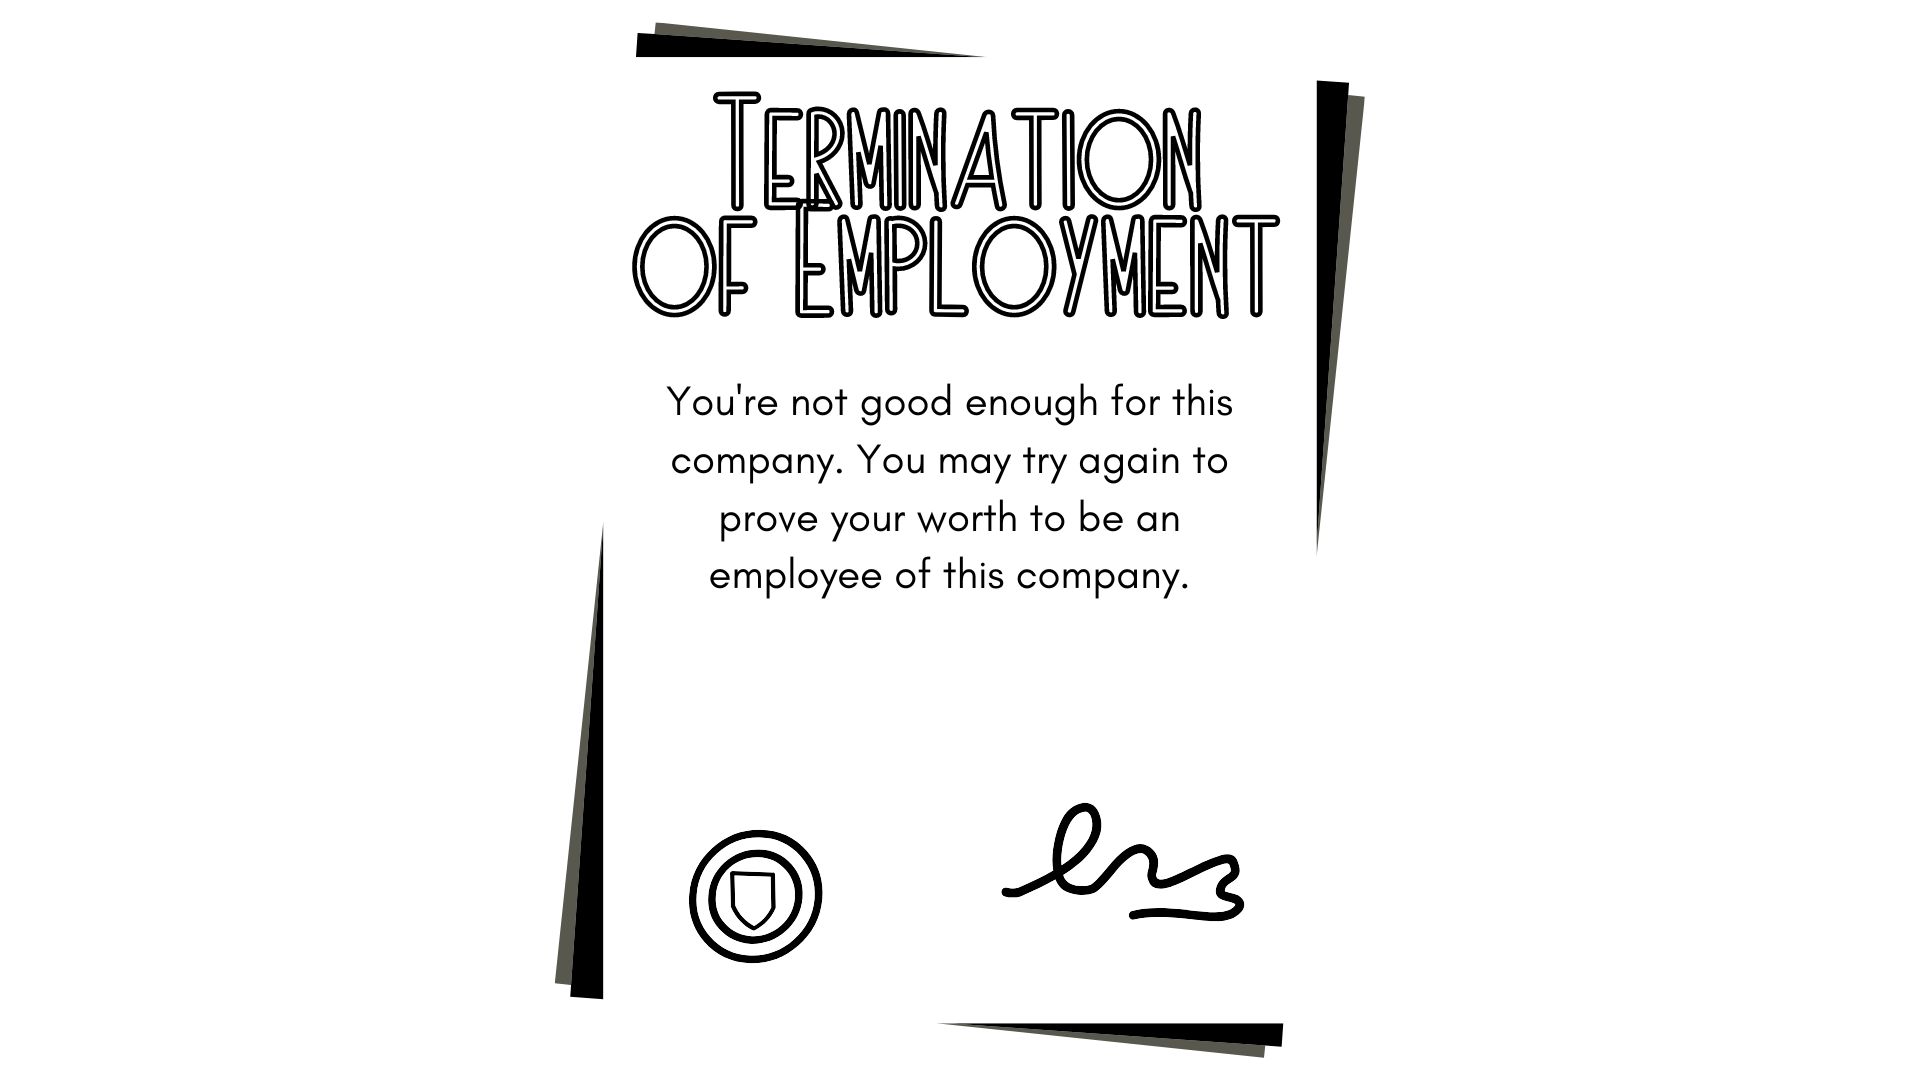 TERMINATION
OF EMPLOYMENT
You're not good enough for this
company. You may try again to
prove your worth to be an
employee of this company.